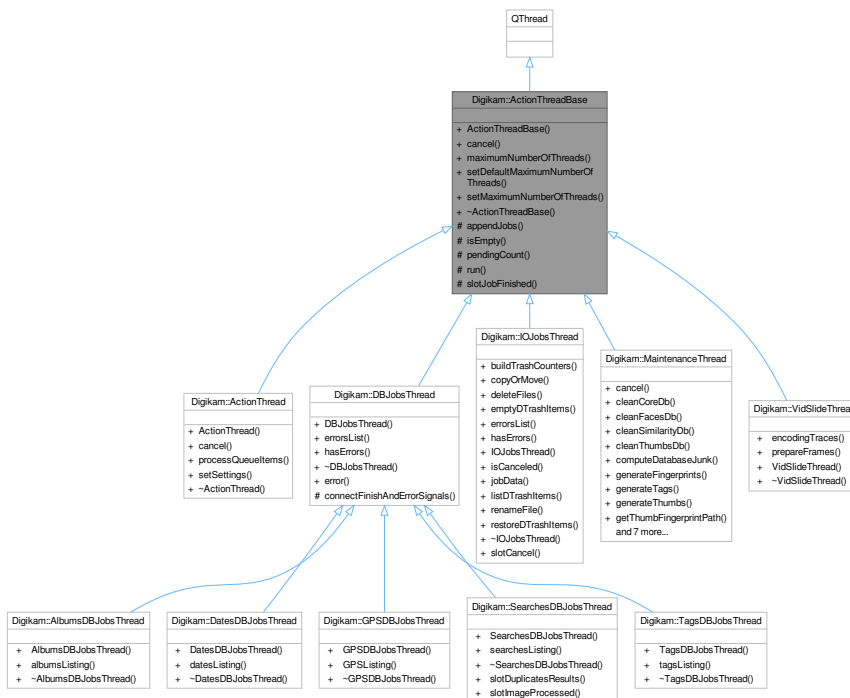 QThread
Digikam::ActionThreadBase
+ ActionThreadBase()
+ cancel()
+ maximumNumberOfThreads()
+ setDefaultMaximumNumberOf
Threads()
+ setMaximumNumberOfThreads()
+ ~ActionThreadBase()
# appendJobs()
# isEmpty()
# pendingCount()
# run()
# slotJobFinished()
Digikam::ActionThread
+ ActionThread()
+ cancel()
+ processQueueItems()
+ setSettings()
+ ~ActionThread()
Digikam::DBJobsThread
+ DBJobsThread()
+ errorsList()
+ hasErrors()
+ ~DBJobsThread()
+ error()
# connectFinishAndErrorSignals()
Digikam::IOJobsThread
+ buildTrashCounters()
+ copyOrMove()
+ deleteFiles()
+ emptyDTrashItems()
+ errorsList()
+ hasErrors()
+ IOJobsThread()
+ isCanceled()
+ jobData()
+ listDTrashItems()
+ renameFile()
+ restoreDTrashItems()
+ ~IOJobsThread()
+ slotCancel()
Digikam::MaintenanceThread
+ cancel()
+ cleanCoreDb()
+ cleanFacesDb()
+ cleanSimilarityDb()
+ cleanThumbsDb()
+ computeDatabaseJunk()
+ generateFingerprints()
+ generateTags()
+ generateThumbs()
+ getThumbFingerprintPath()
and 7 more...
Digikam::VidSlideThrea
+ encodingTraces()
+ prepareFrames()
+ VidSlideThread()
+ ~VidSlideThread()
Digikam::AlbumsDBJobsThread
+ AlbumsDBJobsThread()
+ albumsListing()
+ ~AlbumsDBJobsThread()
Digikam::DatesDBJobsThread
+ DatesDBJobsThread()
+ datesListing()
+ ~DatesDBJobsThread()
Digikam::GPSDBJobsThread
+ GPSDBJobsThread()
+ GPSListing()
+ ~GPSDBJobsThread()
Digikam::SearchesDBJobsThread
+ SearchesDBJobsThread()
+ searchesListing()
+ ~SearchesDBJobsThread()
+ slotDuplicatesResults()
+ slotImageProcessed()
Digikam::TagsDBJobsThread
+ TagsDBJobsThread()
+ tagsListing()
+ ~TagsDBJobsThread()